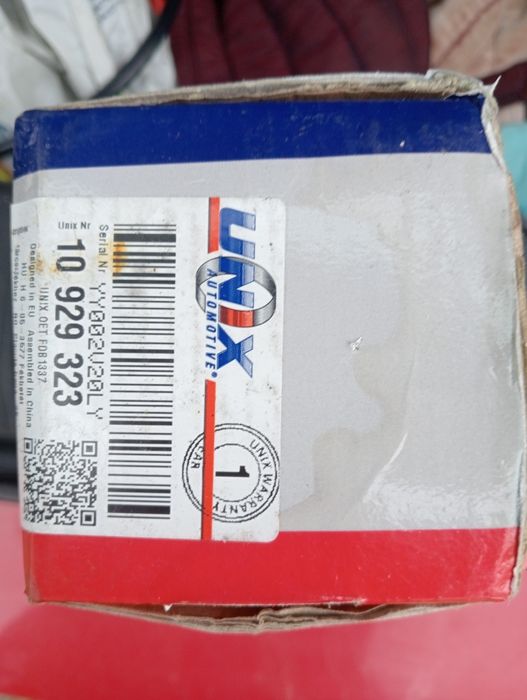 UNIX
AUTOMOTIVE®
1
UNIX WARRANTY
CAR
Serial Nr YY002V20LY
Unix Nr
10 929 323
UNIX OET FDB1337
Designed in EU Assembled in China